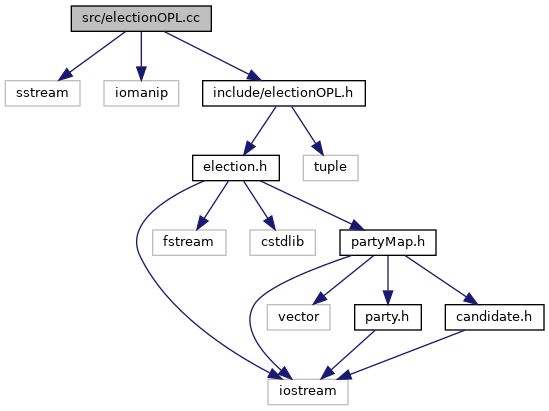 src/electionOPL.cc
sstream
iomanip
include/electionOPL.h
election.h
tuple
fstream
cstdlib
partyMap.h
vector
party.h
candidate.h
iostream